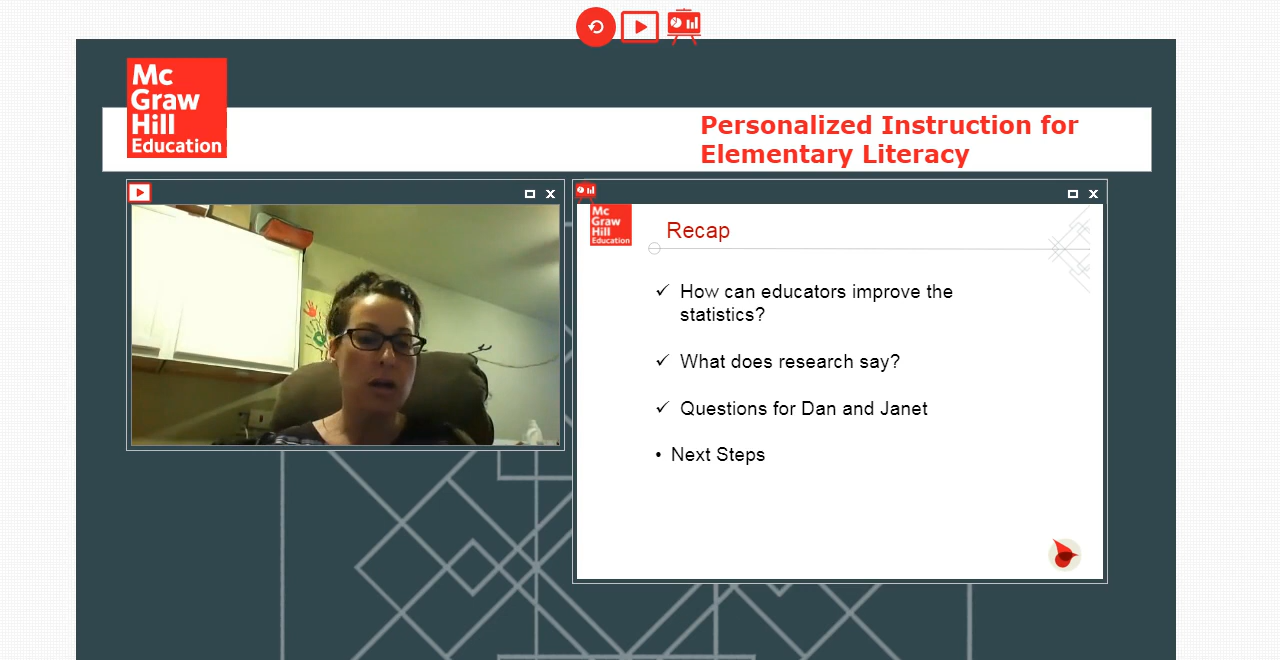 Mc
Graw
Hill
Education
Personalized Instruction for
Elementary Literacy
Mc
Graw
Hill
Education
Recap
✓ How can educators improve the
statistics?
✓ What does research say?
✓ Questions for Dan and Janet
• Next Steps